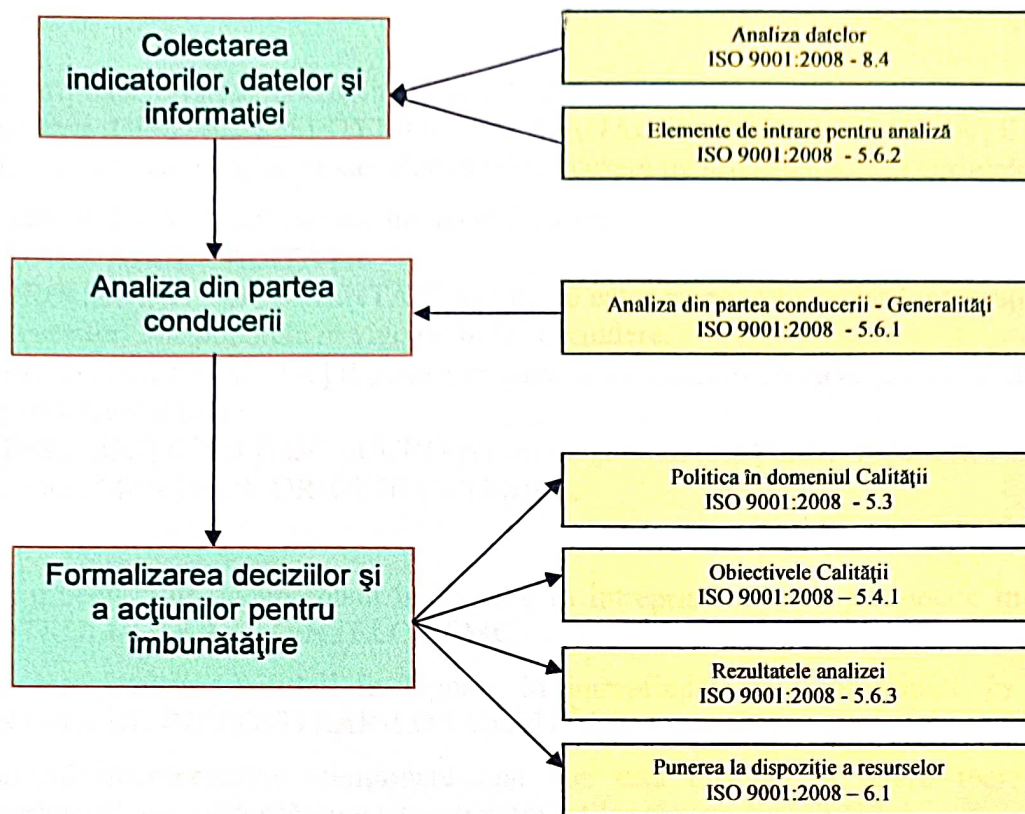 Colectarea
indicatorilor, datelor şi
informaţiei
Analiza datelor
ISO 9001:2008 - 8.4
Elemente de intrare pentru analiză
ISO 9001:2008 - 5.6.2
Analiza din partea
conducerii
Analiza din partea conducerii - Generalităţi
ISO 9001:2008 - 5.6.1
Formalizarea deciziilor şi
a acţiunilor pentru
îmbunătăţire
Politica în domeniul Calităţii
ISO 9001:2008 - 5.3
Obiectivele Calităţii
ISO 9001:2008 – 5.4.1
Rezultatele analizei
ISO 9001:2008 - 5.6.3
Punerea la dispoziţie a resurselor
ISO 9001:2008 – 6.1